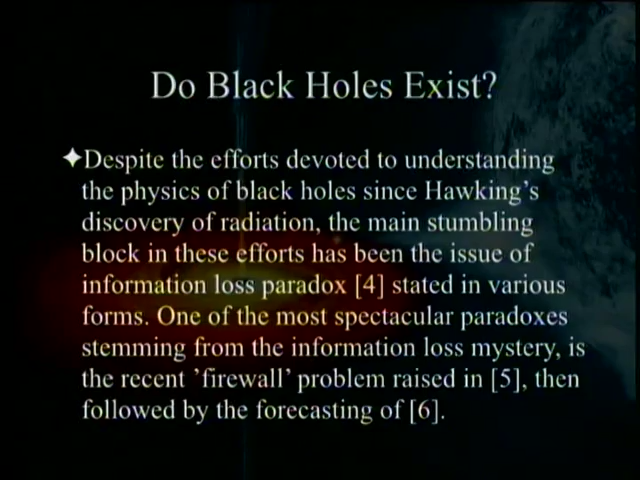 Do Black Holes Exist?
✦Despite the efforts devoted to understanding
the physics of black holes since Hawking's
discovery of radiation, the main stumbling
block in these efforts has been the issue of
information loss paradox [4] stated in various
forms. One of the most spectacular paradoxes
stemming from the information loss mystery, is
the recent 'firewall' problem raised in [5], then
followed by the forecasting of [6].